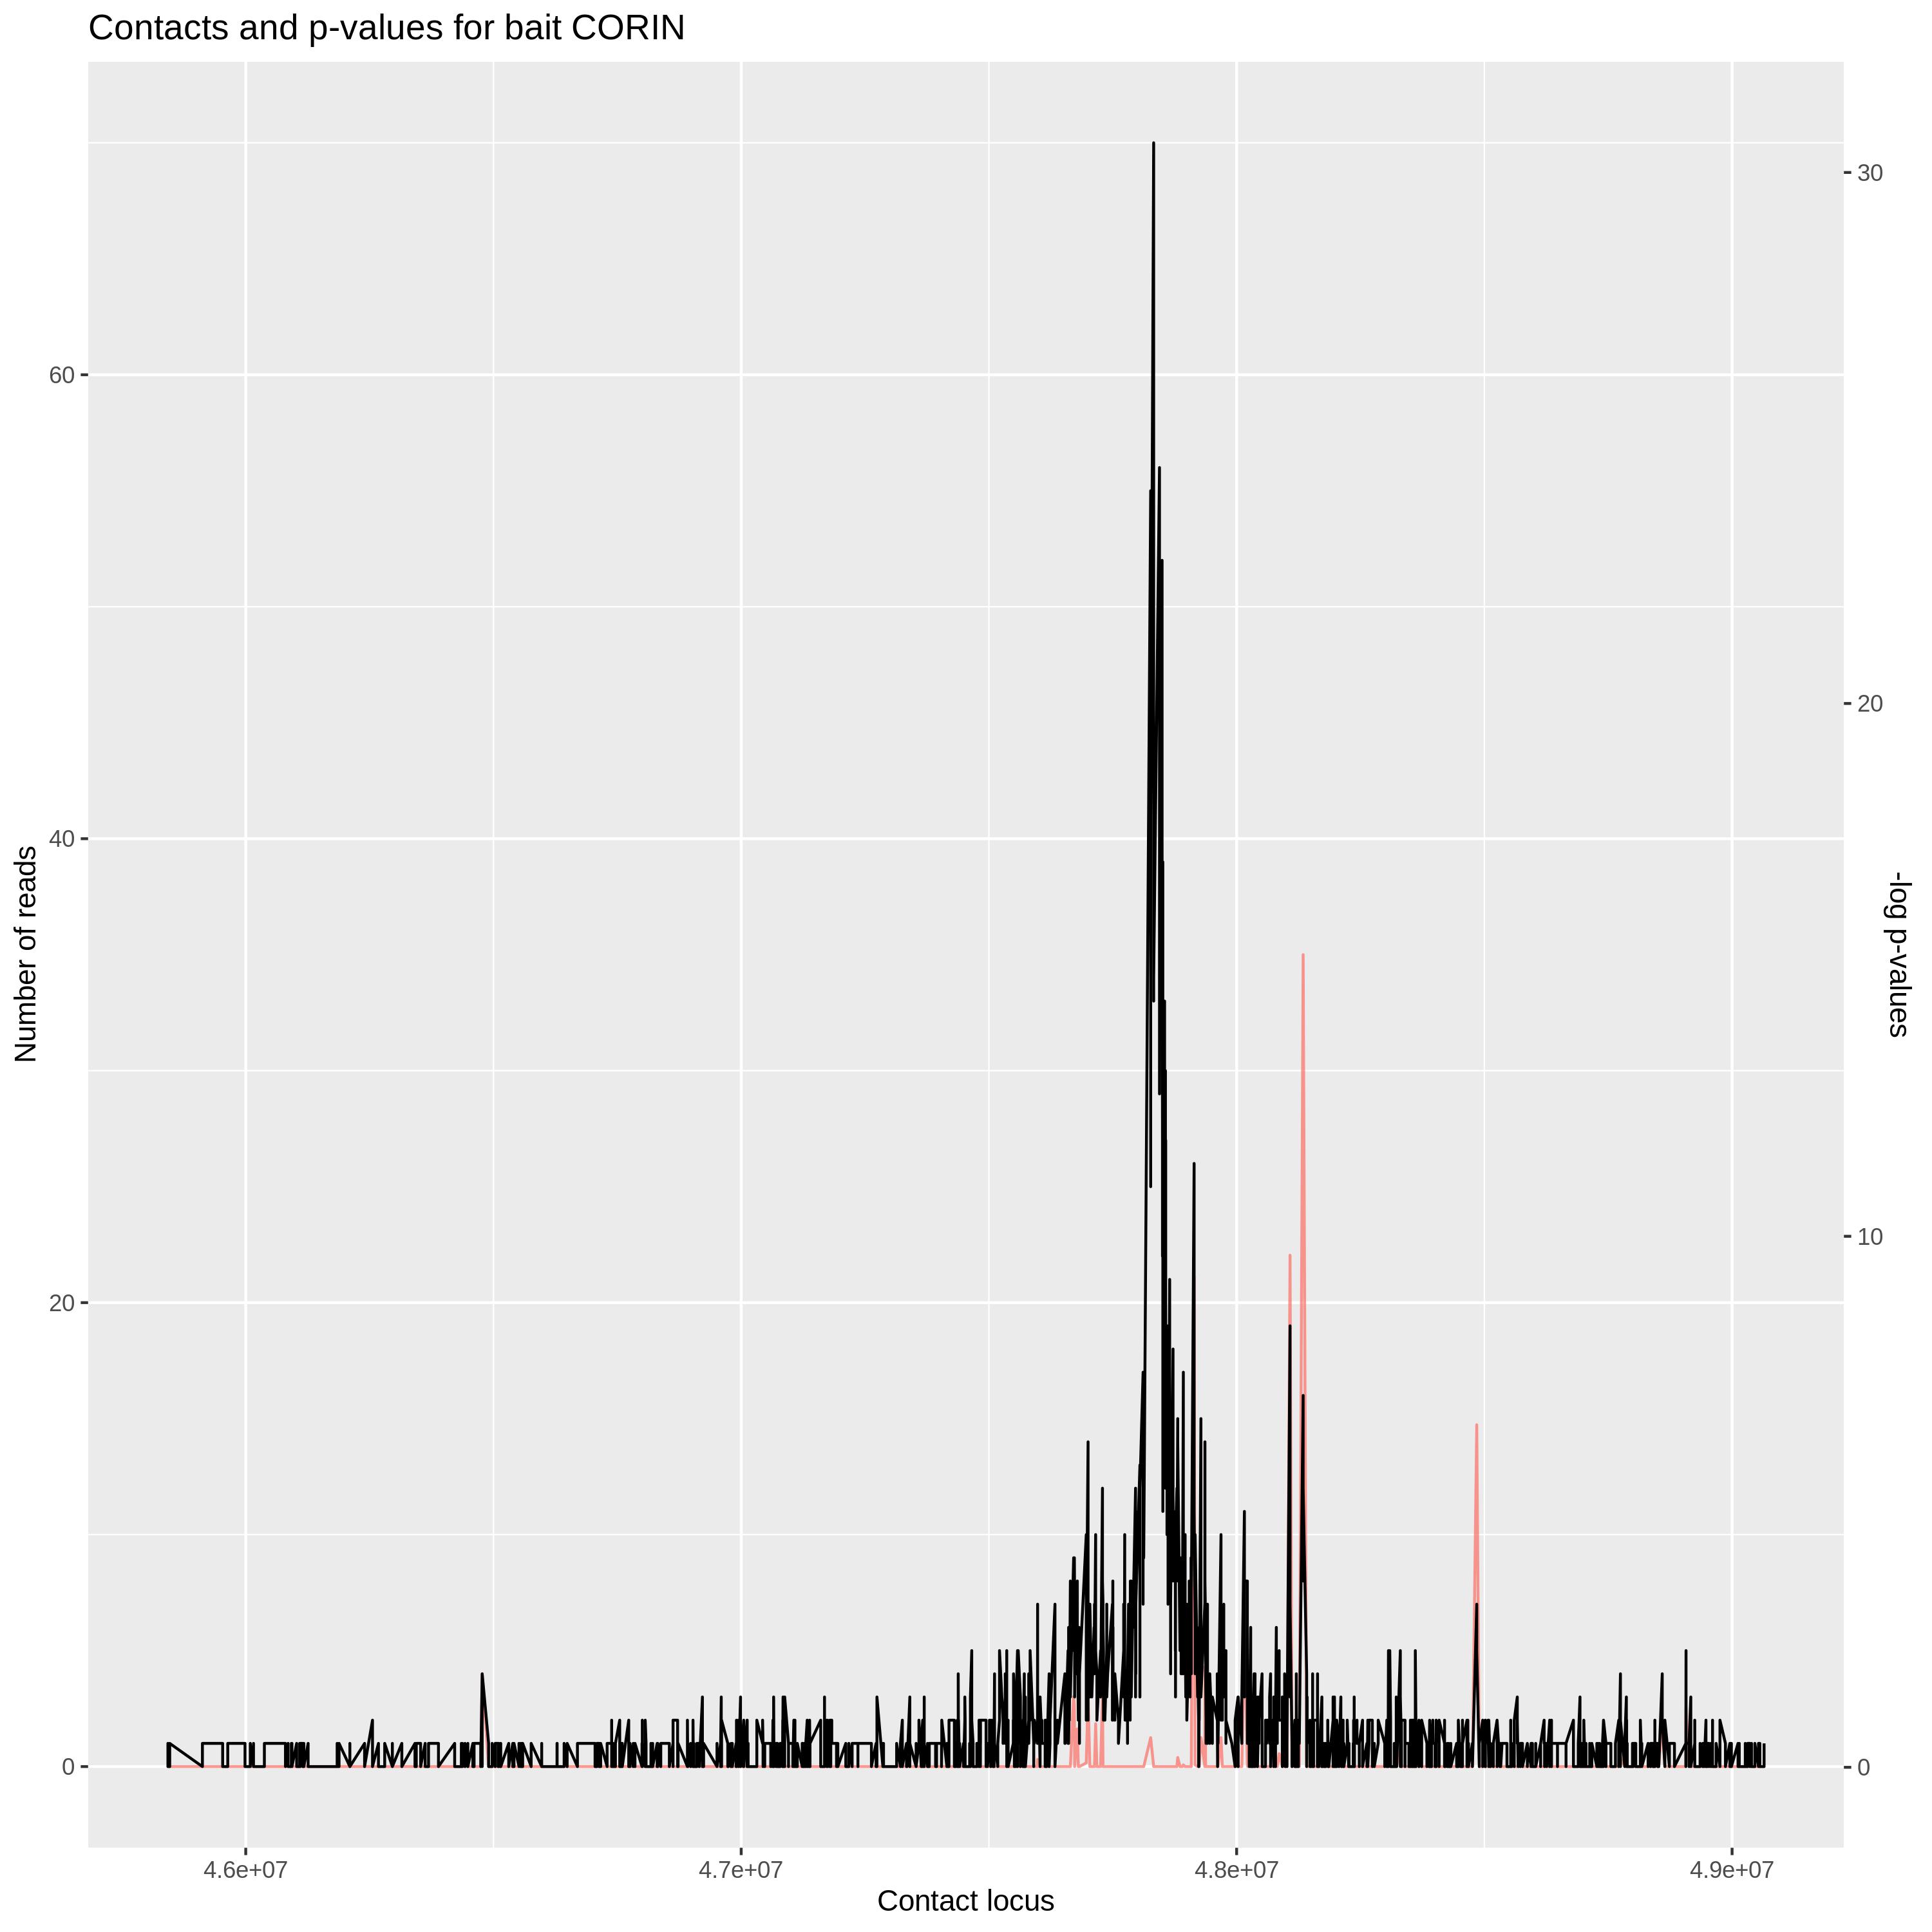 Contacts and p-values for bait CORIN
Number of reads
60
40
20
0
30
20
10
0
-log p-values
4.6e+07 4.7e+07 4.8e+07 4.9e+07
Contact locus